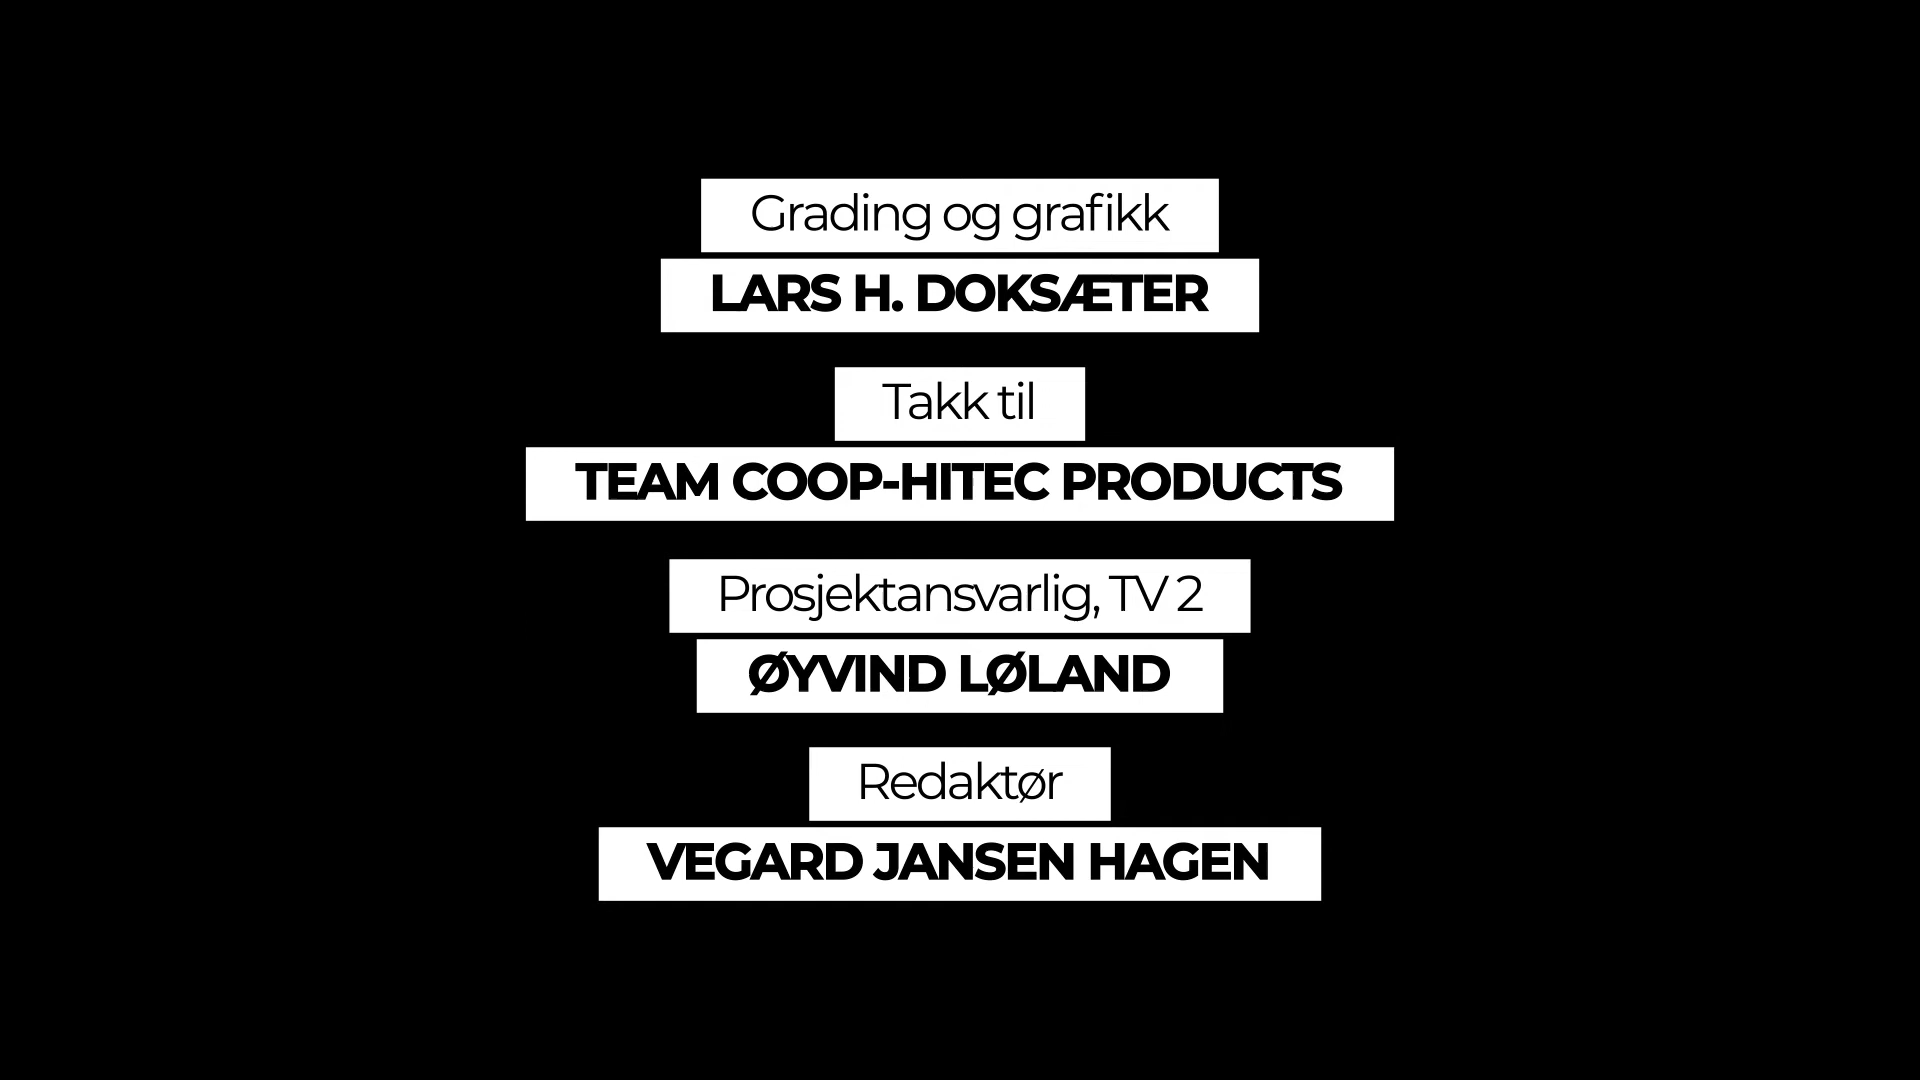 Grading og grafikk
LARS H. DOKSÆTER
Takk til
TEAM COOP-HITEC PRODUCTS
Prosjektansvarlig, TV 2
ØYVIND LØLAND
Redaktør
VEGARD JANSEN HAGEN